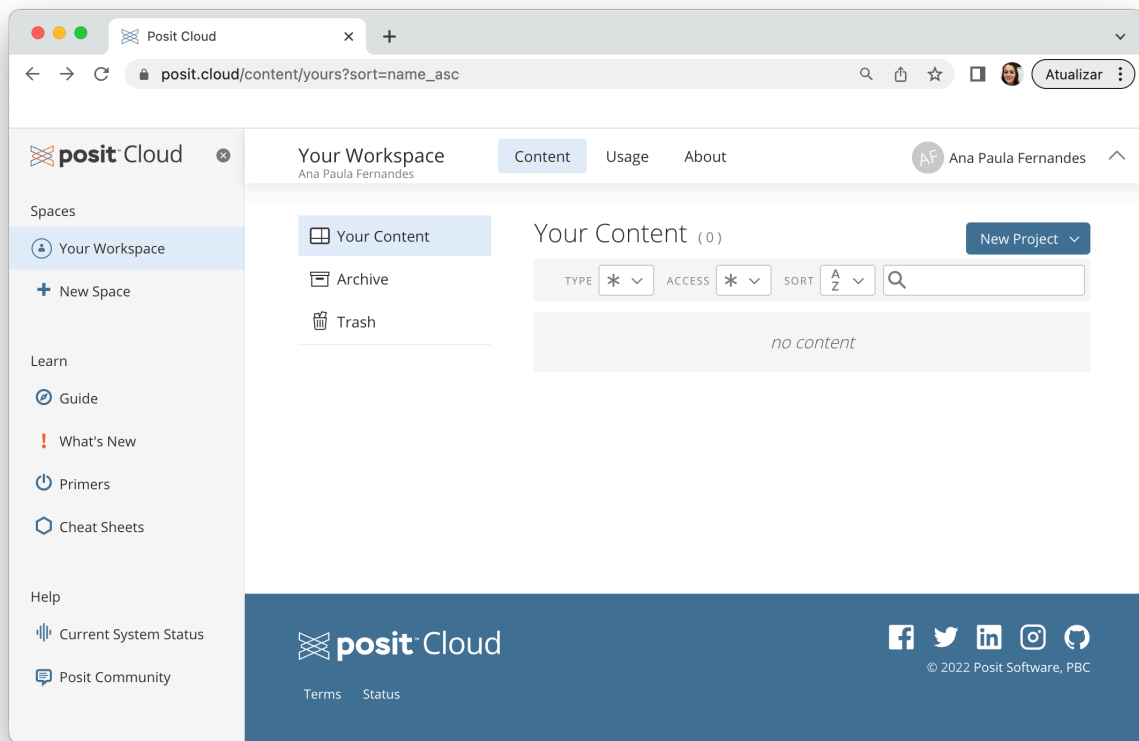 Posit Cloud
posit.cloud/content/yours?sort=name_asc
Atualizar
posit™ Cloud
Spaces
Your Workspace
New Space
Learn
Guide
What's New
Primers
Cheat Sheets
Help
Current System Status
Posit Community
Your Workspace
Ana Paula Fernandes
Content Usage About
AF Ana Paula Fernandes
Your Content
Archive
Trash
Your Content (0)
New Project
TYPE * ACCESS * SORT A Z
no content
posit™ Cloud
Terms Status
© 2022 Posit Software, PBC